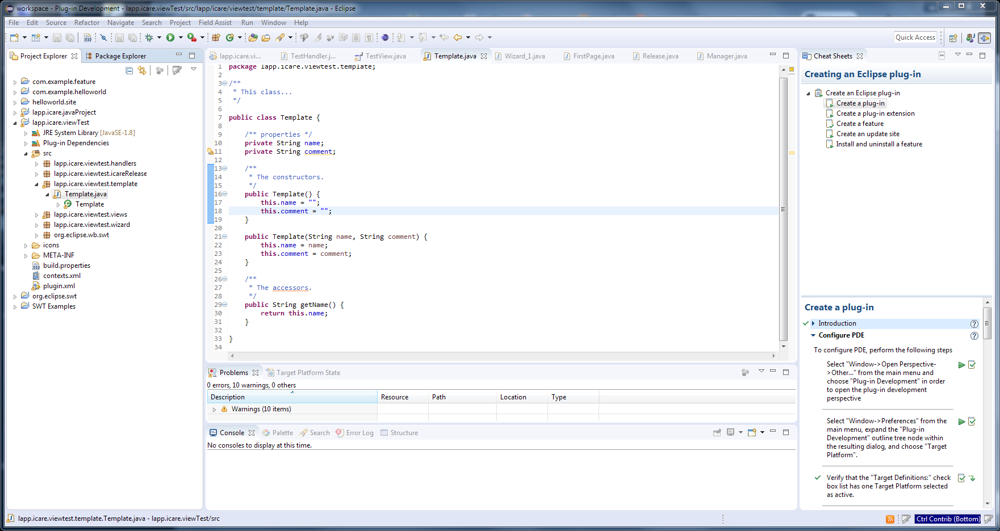 workspace - Plug-in Development - lapp.icare.viewTest/src/lapp/icare/viewtest/template/Template.java - Eclipse
File Edit Source Refactor Navigate Search Project Field Assist Run Window Help
Quick Access
Project Explorer Package Explorer
com.example.feature
com.example.helloworld
helloworld.site
lapp.icare.javaProject
lapp.icare.viewTest
JRE System Library [JavaSE-1.8]
Plug-in Dependencies
src
lapp.icare.viewtest.handlers
lapp.icare.viewtest.icareRelease
lapp.icare.viewtest.template
Template.java
Template
lapp.icare.viewtest.views
lapp.icare.viewtest.wizard
org.eclipse.wb.swt
icons
META-INF
build.properties
contexts.xml
plugin.xml
org.eclipse.swt
SWT Examples
lapp.icare.vi... TestHandler.j... TestView.java Template.java Wizard_1.java FirstPage.java Release.java Manager.java
1 package lapp.icare.viewtest.template;
2
3 /**
4 * This class...
5 */
6
7 public class Template {
8
9 /** properties */
10 private String name;
11 private String comment;
12
13 /**
14 * The constructors.
15 */
16 public Template() {
17 this.name = "";
18 this.comment = "";
19 }
20
21 public Template(String name, String comment) {
22 this.name = name;
23 this.comment = comment;
24 }
25
26 /**
27 * The accessors.
28 */
29 public String getName() {
30 return this.name;
31 }
32
33 }
34
Problems Target Platform State
0 errors, 10 warnings, 0 others
Description Resource Path Location Type
Warnings (10 items)
Console Palette Search Error Log Structure
No consoles to display at this time.
Cheat Sheets
Creating an Eclipse plug-in
Create an Eclipse plug-in
Create a plug-in
Create a plug-in extension
Create a feature
Create an update site
Install and uninstall a feature
Create a plug-in
Introduction
Configure PDE
To configure PDE, perform the following steps
Select "Window->Open Perspective-
>Other..." from the main menu and
choose "Plug-in Development" in order
to open the plug-in development
perspective
Select "Window->Preferences" from the
main menu, expand the "Plug-in
Development" outline tree node within
the resulting dialog, and choose "Target
Platform".
Verify that the "Target Definitions:" check
box list has one Target Platform selected
as active.
lapp.icare.viewtest.template.Template.java - lapp.icare.viewTest/src
Ctrl Contrib (Bottom)